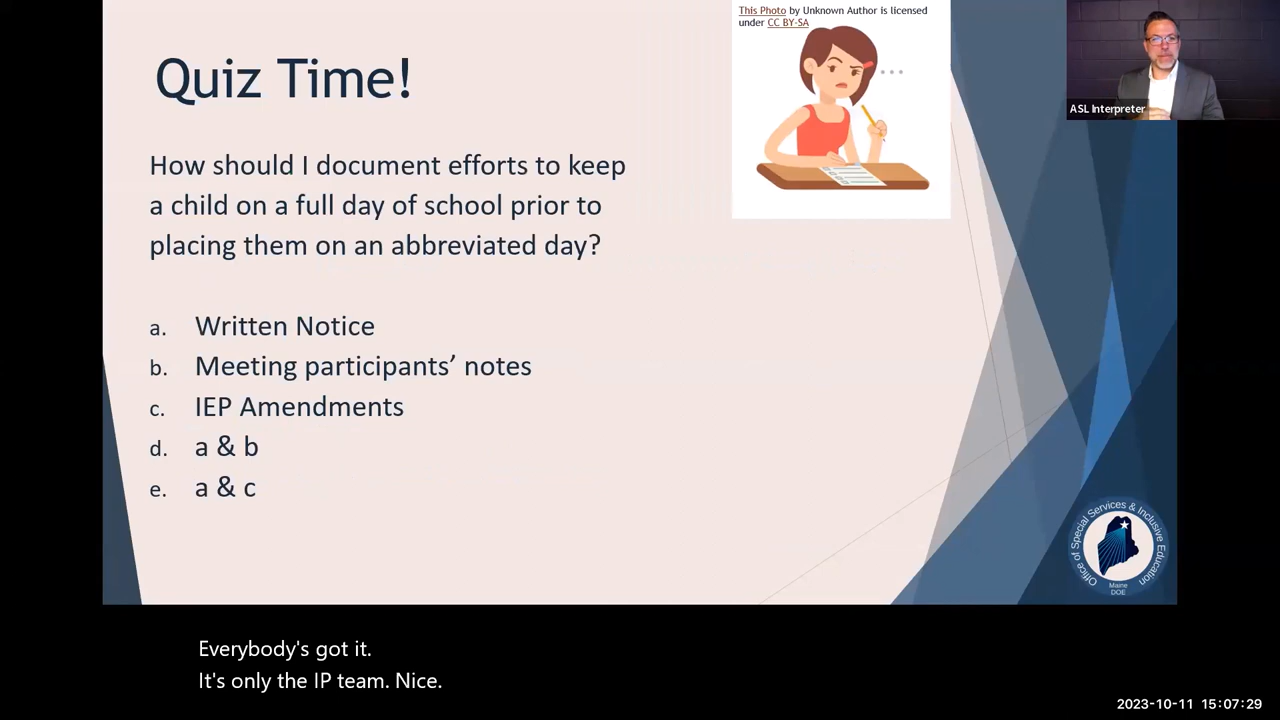 This Photo by Unknown Author is licensed
under CC BY-SA
Quiz Time!
ASL Interpreter
How should I document efforts to keep
a child on a full day of school prior to
placing them on an abbreviated day?
a. Written Notice
b. Meeting participants’ notes
c. IEP Amendments
d. a & b
e. a & c
Office of Special Services & Inclusive Education
Maine
DOE
Everybody's got it.
It's only the IP team. Nice.
2023-10-11 15:07:29